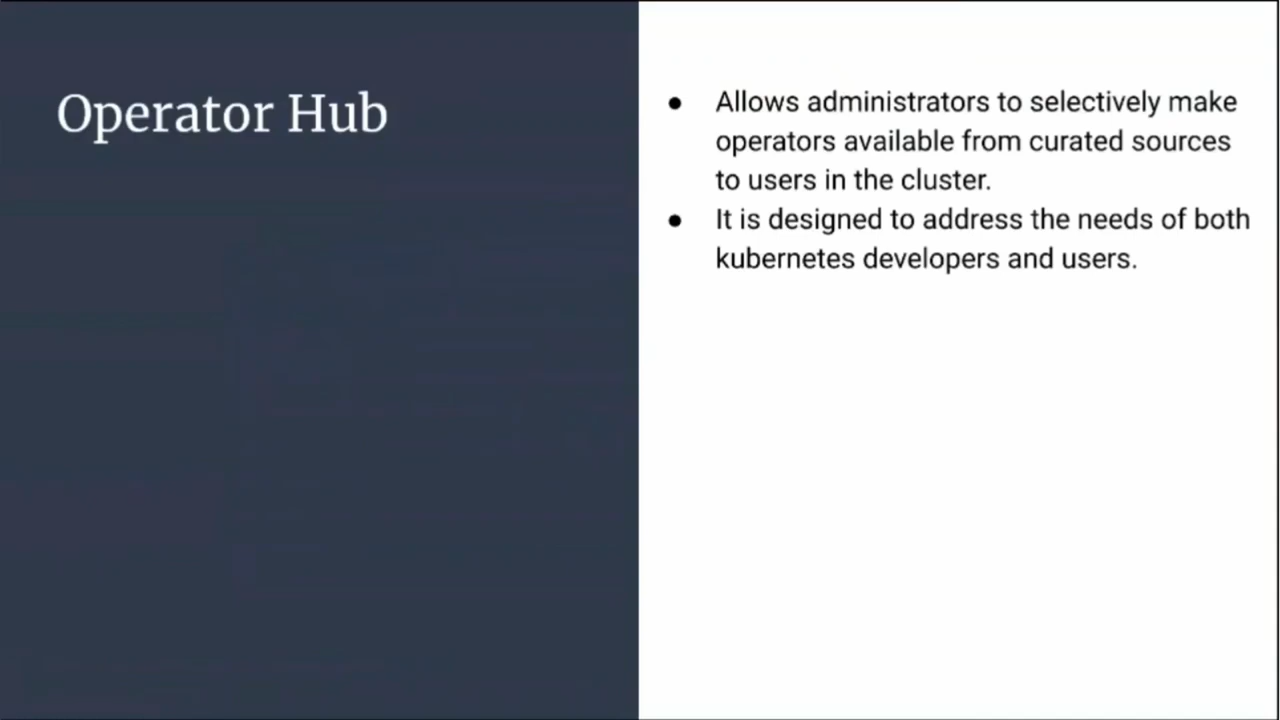 Operator Hub
● Allows administrators to selectively make
operators available from curated sources
to users in the cluster.
● It is designed to address the needs of both
kubernetes developers and users.